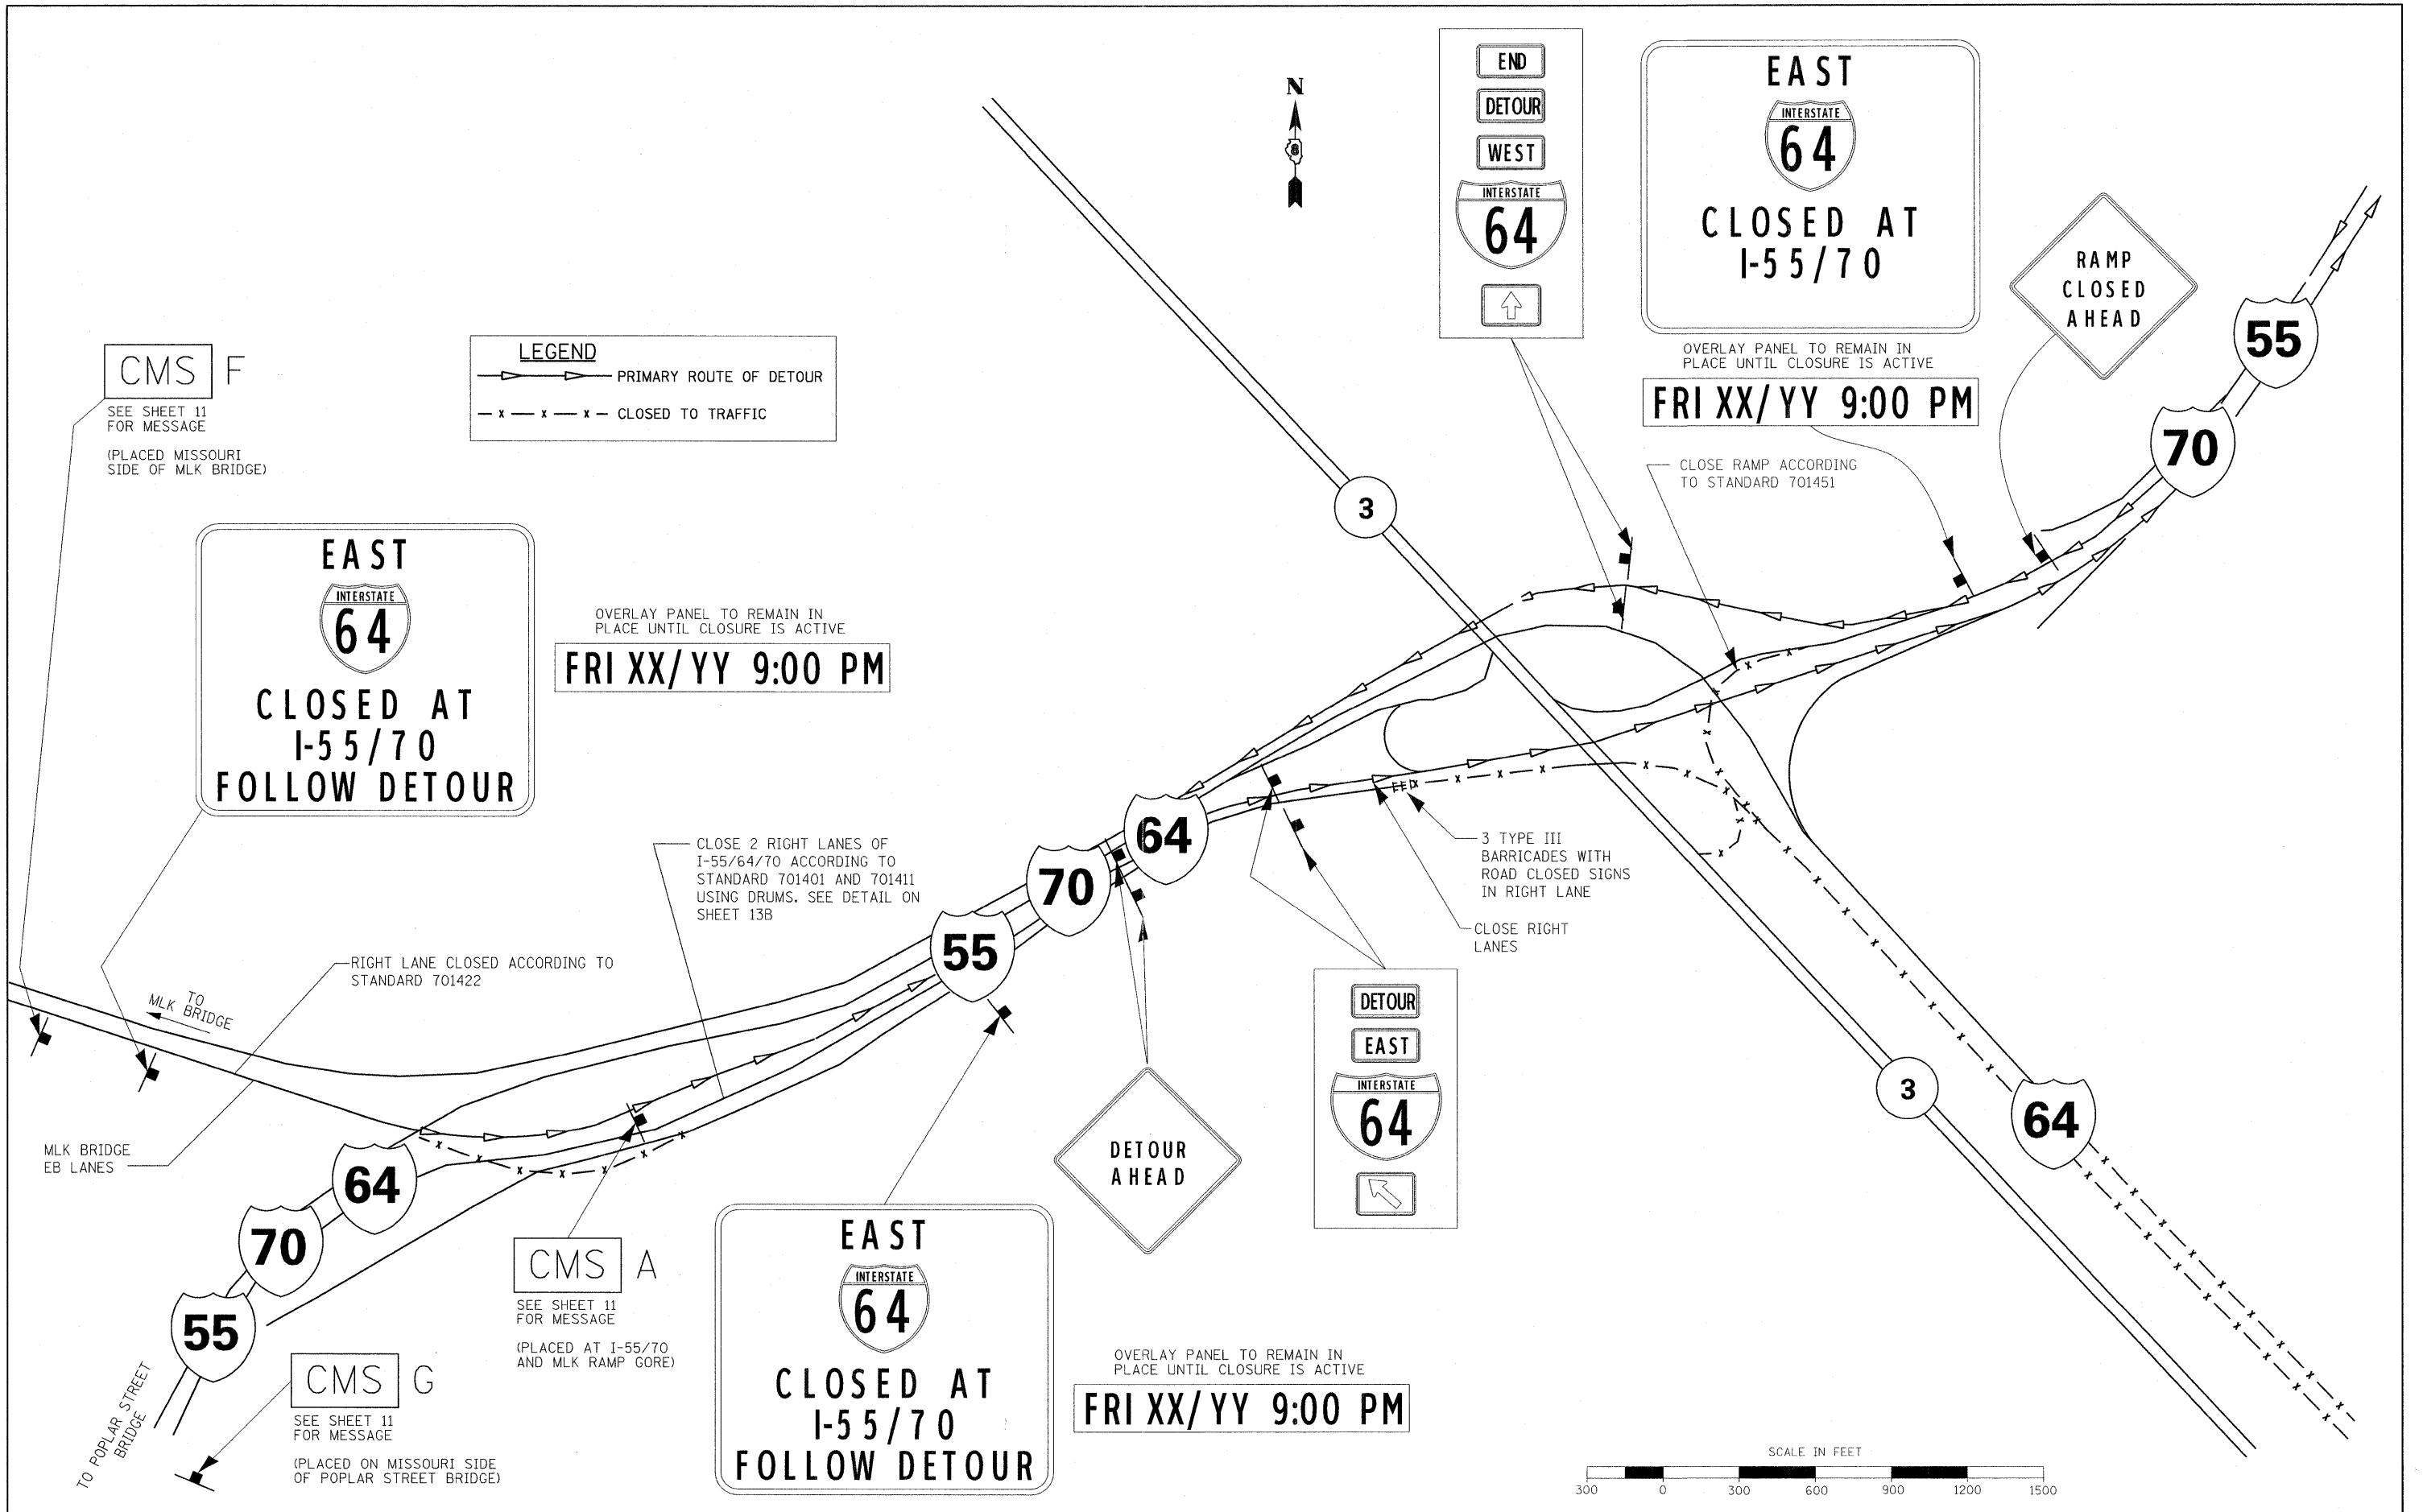 N
8
END
DETOUR
WEST
INTERSTATE
64
EAST
INTERSTATE
64
CLOSED AT
I-55/70
OVERLAY PANEL TO REMAIN IN
PLACE UNTIL CLOSURE IS ACTIVE
FRI XX/YY 9:00 PM
RAMP
CLOSED
AHEAD
55
70
CLOSE RAMP ACCORDING
TO STANDARD 701451
LEGEND
PRIMARY ROUTE OF DETOUR
CLOSED TO TRAFFIC
CMS F
SEE SHEET 11
FOR MESSAGE
(PLACED MISSOURI
SIDE OF MLK BRIDGE)
3
EAST
INTERSTATE
64
CLOSED AT
I-55/70
FOLLOW DETOUR
OVERLAY PANEL TO REMAIN IN
PLACE UNTIL CLOSURE IS ACTIVE
FRI XX/YY 9:00 PM
CLOSE 2 RIGHT LANES OF
I-55/64/70 ACCORDING TO
STANDARD 701401 AND 701411
USING DRUMS. SEE DETAIL ON
SHEET 13B
64
70
55
3 TYPE III
BARRICADES WITH
ROAD CLOSED SIGNS
IN RIGHT LANE
CLOSE RIGHT
LANES
RIGHT LANE CLOSED ACCORDING TO
STANDARD 701422
TO
MLK BRIDGE
MLK BRIDGE
EB LANES
DETOUR
EAST
INTERSTATE
64
DETOUR
AHEAD
3
64
64
70
55
TO POPLAR STREET
BRIDGE
CMS A
SEE SHEET 11
FOR MESSAGE
(PLACED AT I-55/70
AND MLK RAMP GORE)
CMS G
SEE SHEET 11
FOR MESSAGE
(PLACED ON MISSOURI SIDE
OF POPLAR STREET BRIDGE)
EAST
INTERSTATE
64
CLOSED AT
I-55/70
FOLLOW DETOUR
OVERLAY PANEL TO REMAIN IN
PLACE UNTIL CLOSURE IS ACTIVE
FRI XX/YY 9:00 PM
SCALE IN FEET
300 0 300 600 900 1200 1500